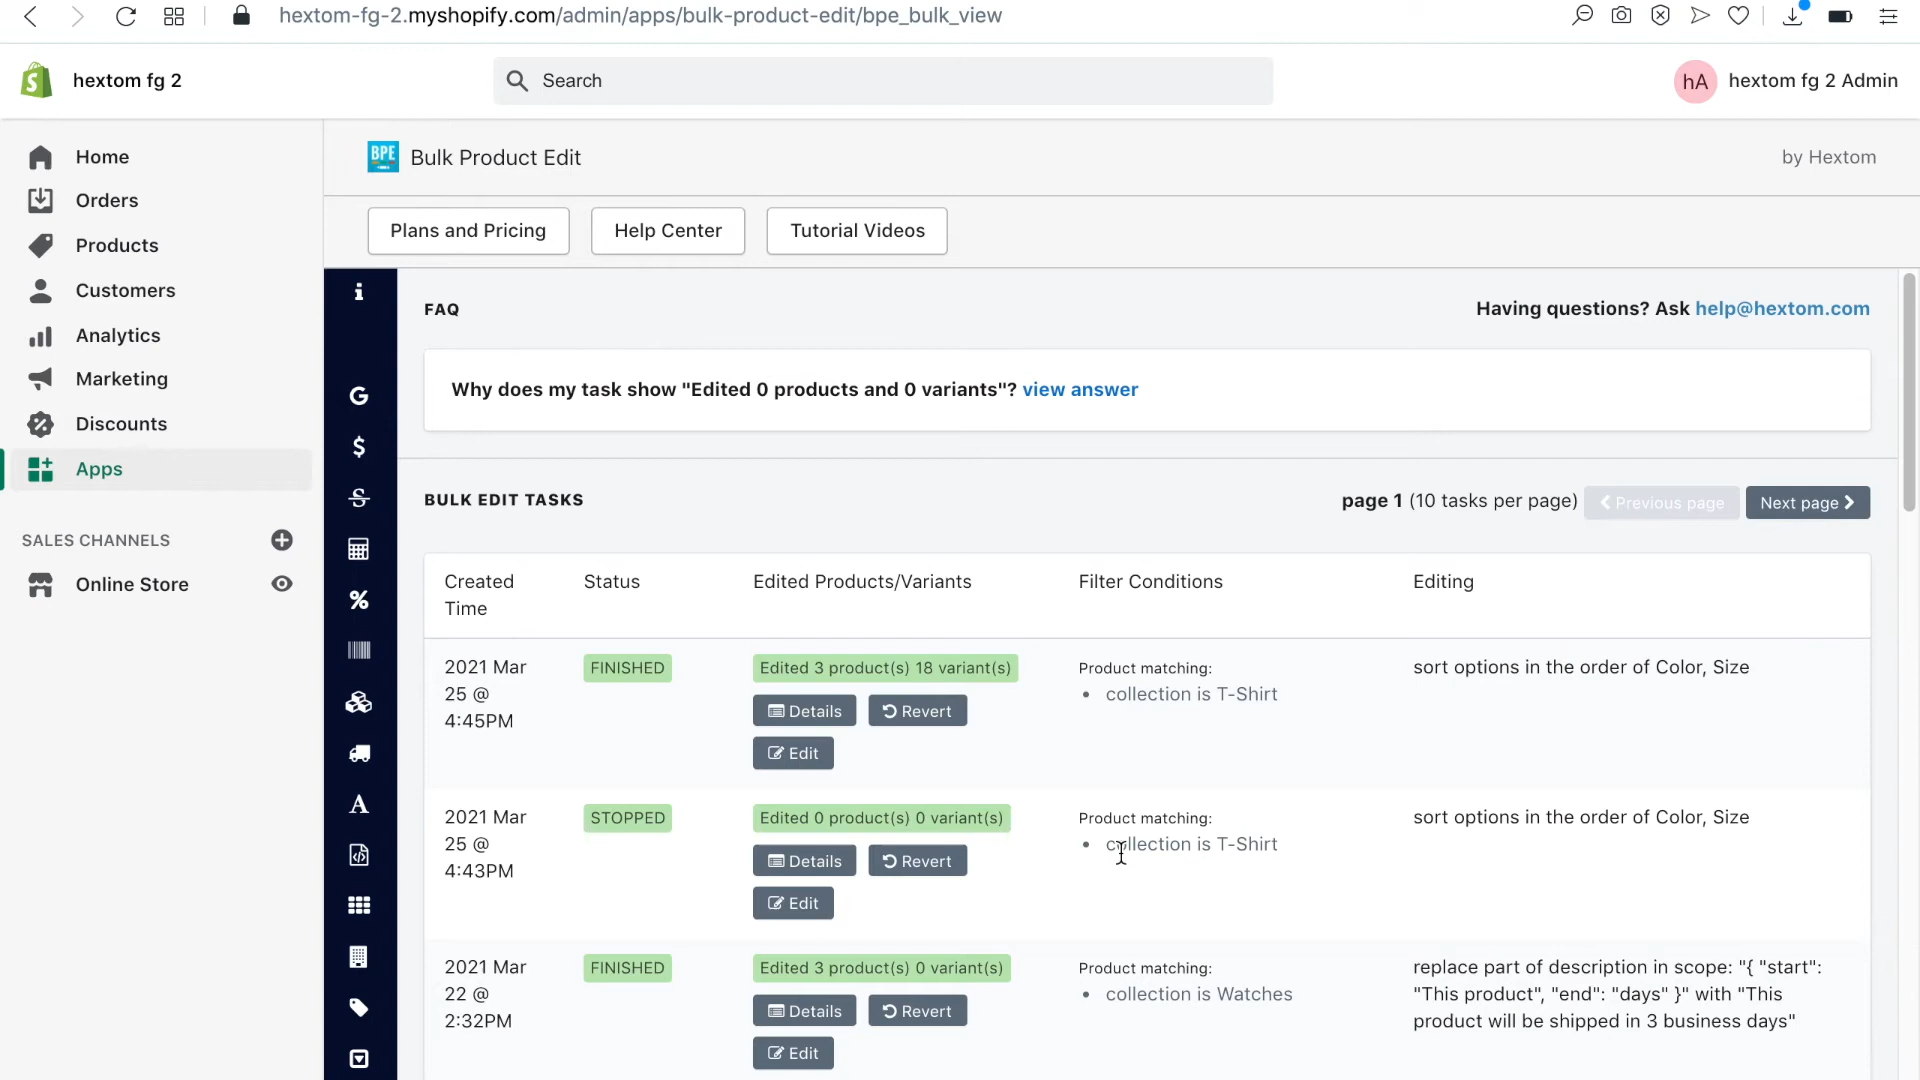 hextom-fg-2.myshopify.com/admin/apps/bulk-product-edit/bpe_bulk_view
hextom fg 2
Search
hA
hextom fg 2 Admin
Home
Orders
Products
Customers
Analytics
Marketing
Discounts
Apps
SALES CHANNELS
Online Store
BPE
Bulk Product Edit
by Hextom
Plans and Pricing
Help Center
Tutorial Videos
FAQ
Having questions? Ask help@hextom.com
Why does my task show "Edited 0 products and 0 variants"? view answer
BULK EDIT TASKS
page 1 (10 tasks per page)
Previous page
Next page
Created
Time
Status
Edited Products/Variants
Filter Conditions
Editing
2021 Mar
25 @
4:45PM
FINISHED
Edited 3 product(s) 18 variant(s)
Details
Revert
Edit
Product matching:
• collection is T-Shirt
sort options in the order of Color, Size
2021 Mar
25 @
4:43PM
STOPPED
Edited 0 product(s) 0 variant(s)
Details
Revert
Edit
Product matching:
• collection is T-Shirt
sort options in the order of Color, Size
2021 Mar
22 @
2:32PM
FINISHED
Edited 3 product(s) 0 variant(s)
Details
Revert
Edit
Product matching:
• collection is Watches
replace part of description in scope: "{ "start":
"This product", "end": "days" }" with "This
product will be shipped in 3 business days"